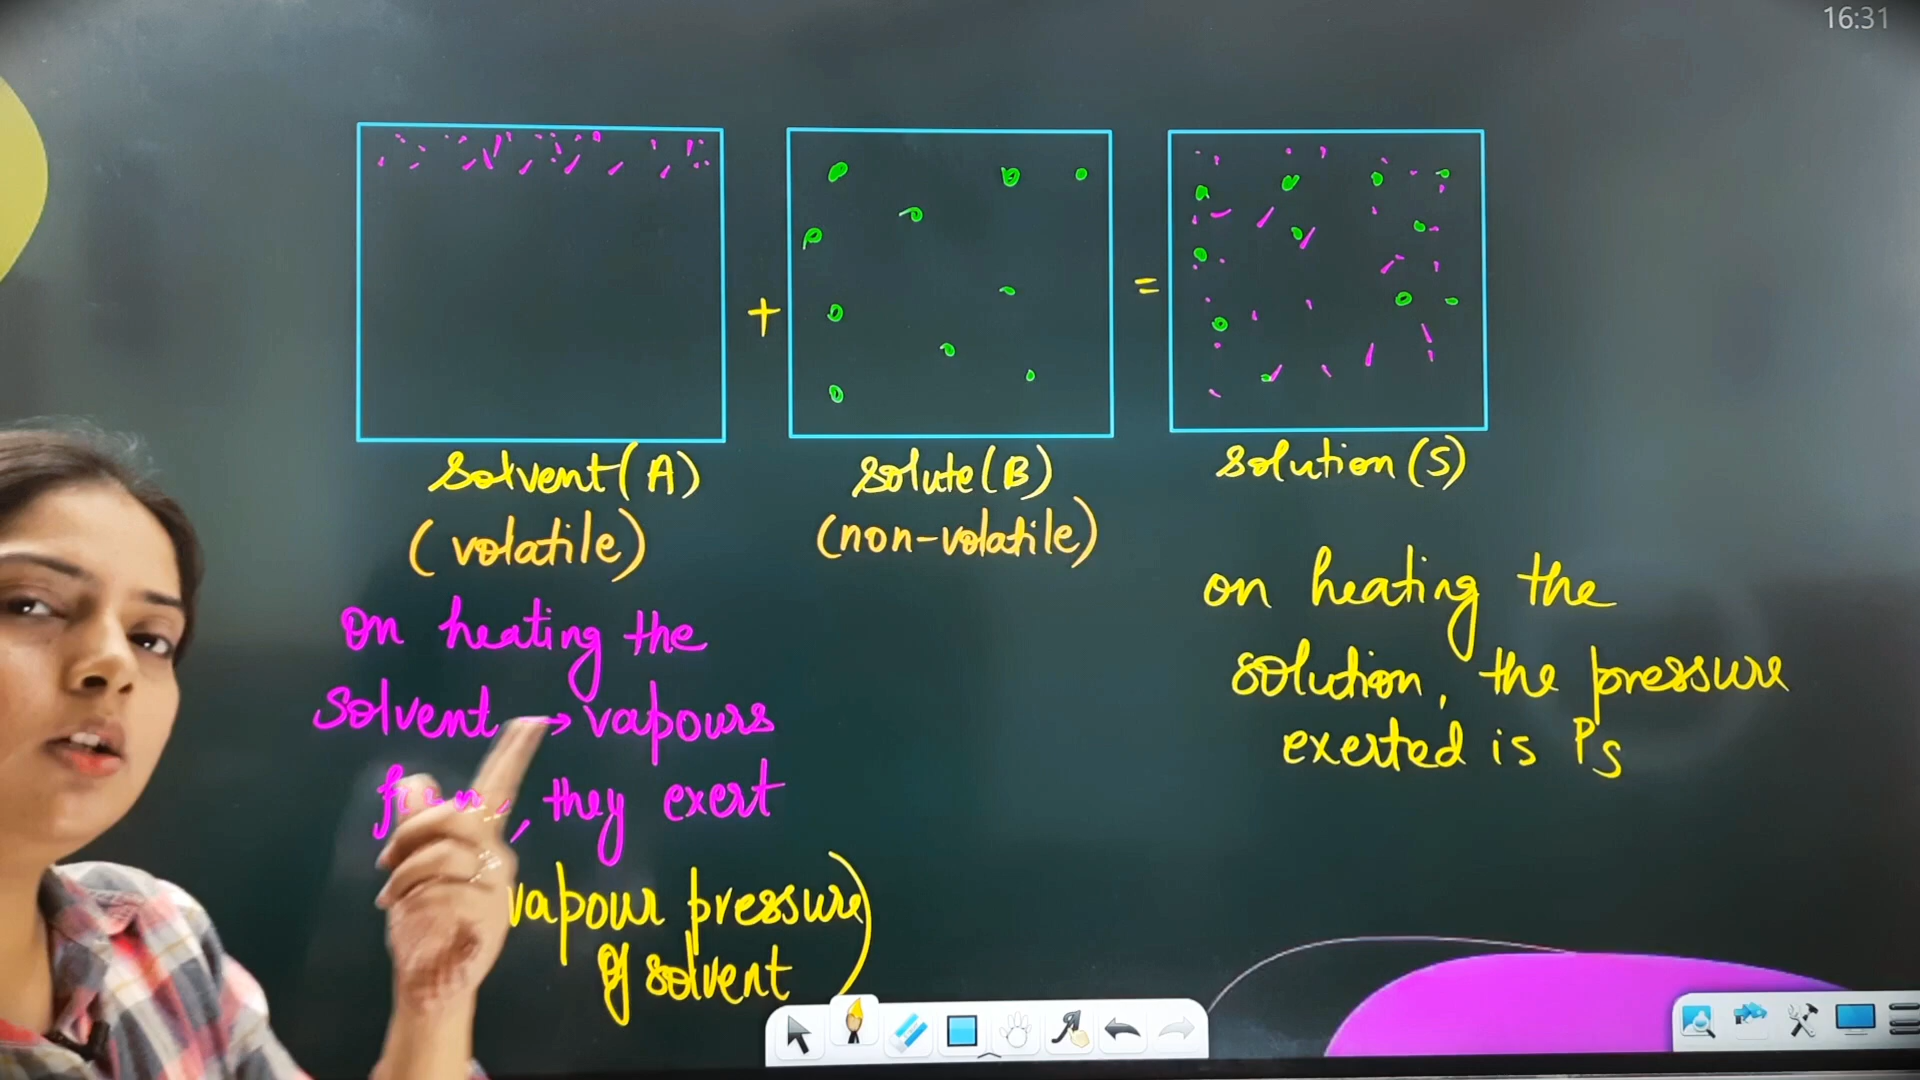 16:31
+
=
Solvent(A)
Solute(B)
Solution(S)
(volatile)
(non-volatile)
on heating the
solvent → vapours
, they exert
vapour pressure
of solvent)
on heating the
solution, the pressure
exerted is Ps